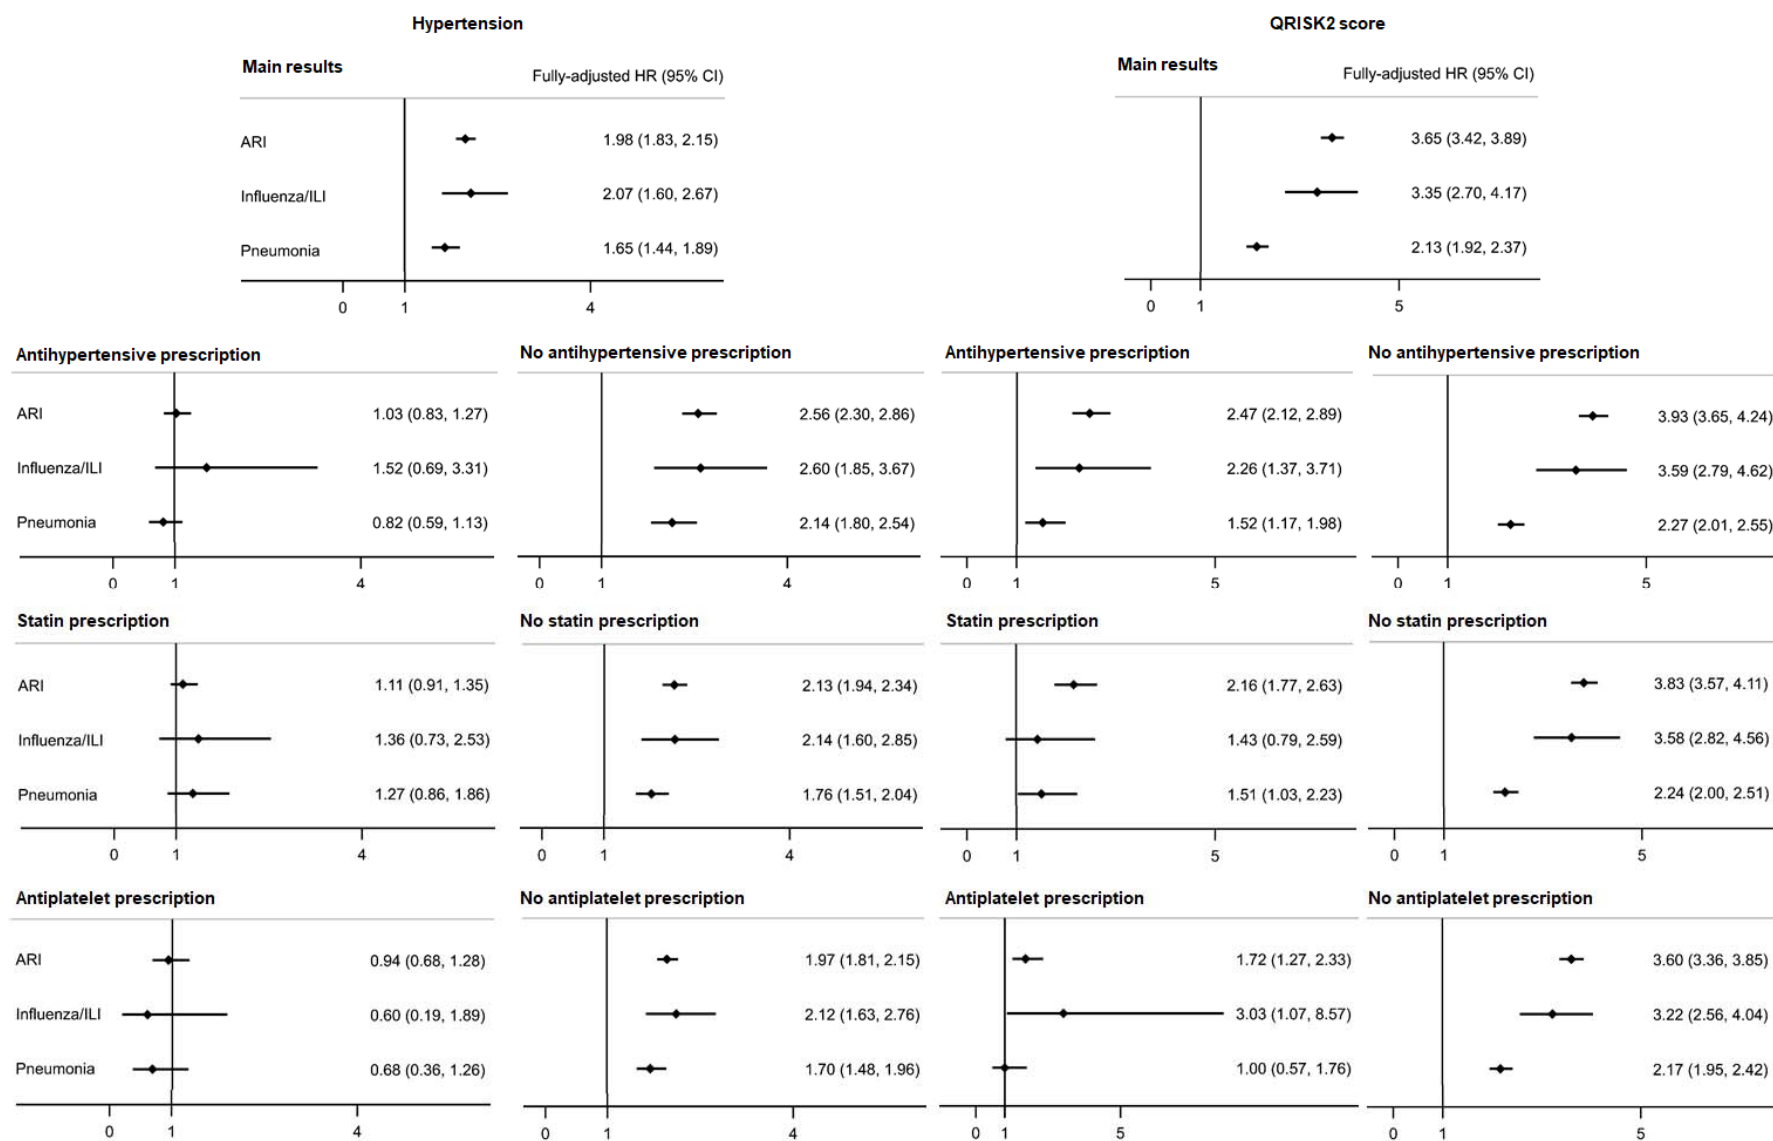 Hypertension
QRISK2 score
Main results
Fully-adjusted HR (95% CI)
ARI
1.98 (1.83, 2.15)
Influenza/ILI
2.07 (1.60, 2.67)
Pneumonia
1.65 (1.44, 1.89)
0 1 4
Main results
Fully-adjusted HR (95% CI)
3.65 (3.42, 3.89)
3.35 (2.70, 4.17)
2.13 (1.92, 2.37)
0 1 5
Antihypertensive prescription
ARI
1.03 (0.83, 1.27)
Influenza/ILI
1.52 (0.69, 3.31)
Pneumonia
0.82 (0.59, 1.13)
0 1 4
No antihypertensive prescription
2.56 (2.30, 2.86)
2.60 (1.85, 3.67)
2.14 (1.80, 2.54)
0 1 4
Antihypertensive prescription
2.47 (2.12, 2.89)
2.26 (1.37, 3.71)
1.52 (1.17, 1.98)
0 1 5
No antihypertensive prescription
3.93 (3.65, 4.24)
3.59 (2.79, 4.62)
2.27 (2.01, 2.55)
0 1 5
Statin prescription
ARI
1.11 (0.91, 1.35)
Influenza/ILI
1.36 (0.73, 2.53)
Pneumonia
1.27 (0.86, 1.86)
0 1 4
No statin prescription
2.13 (1.94, 2.34)
2.14 (1.60, 2.85)
1.76 (1.51, 2.04)
0 1 4
Statin prescription
2.16 (1.77, 2.63)
1.43 (0.79, 2.59)
1.51 (1.03, 2.23)
0 1 5
No statin prescription
3.83 (3.57, 4.11)
3.58 (2.82, 4.56)
2.24 (2.00, 2.51)
0 1 5
Antiplatelet prescription
ARI
0.94 (0.68, 1.28)
Influenza/ILI
0.60 (0.19, 1.89)
Pneumonia
0.68 (0.36, 1.26)
0 1 4
No antiplatelet prescription
1.97 (1.81, 2.15)
2.12 (1.63, 2.76)
1.70 (1.48, 1.96)
0 1 4
Antiplatelet prescription
1.72 (1.27, 2.33)
3.03 (1.07, 8.57)
1.00 (0.57, 1.76)
0 1 5
No antiplatelet prescription
3.60 (3.36, 3.85)
3.22 (2.56, 4.04)
2.17 (1.95, 2.42)
0 1 5